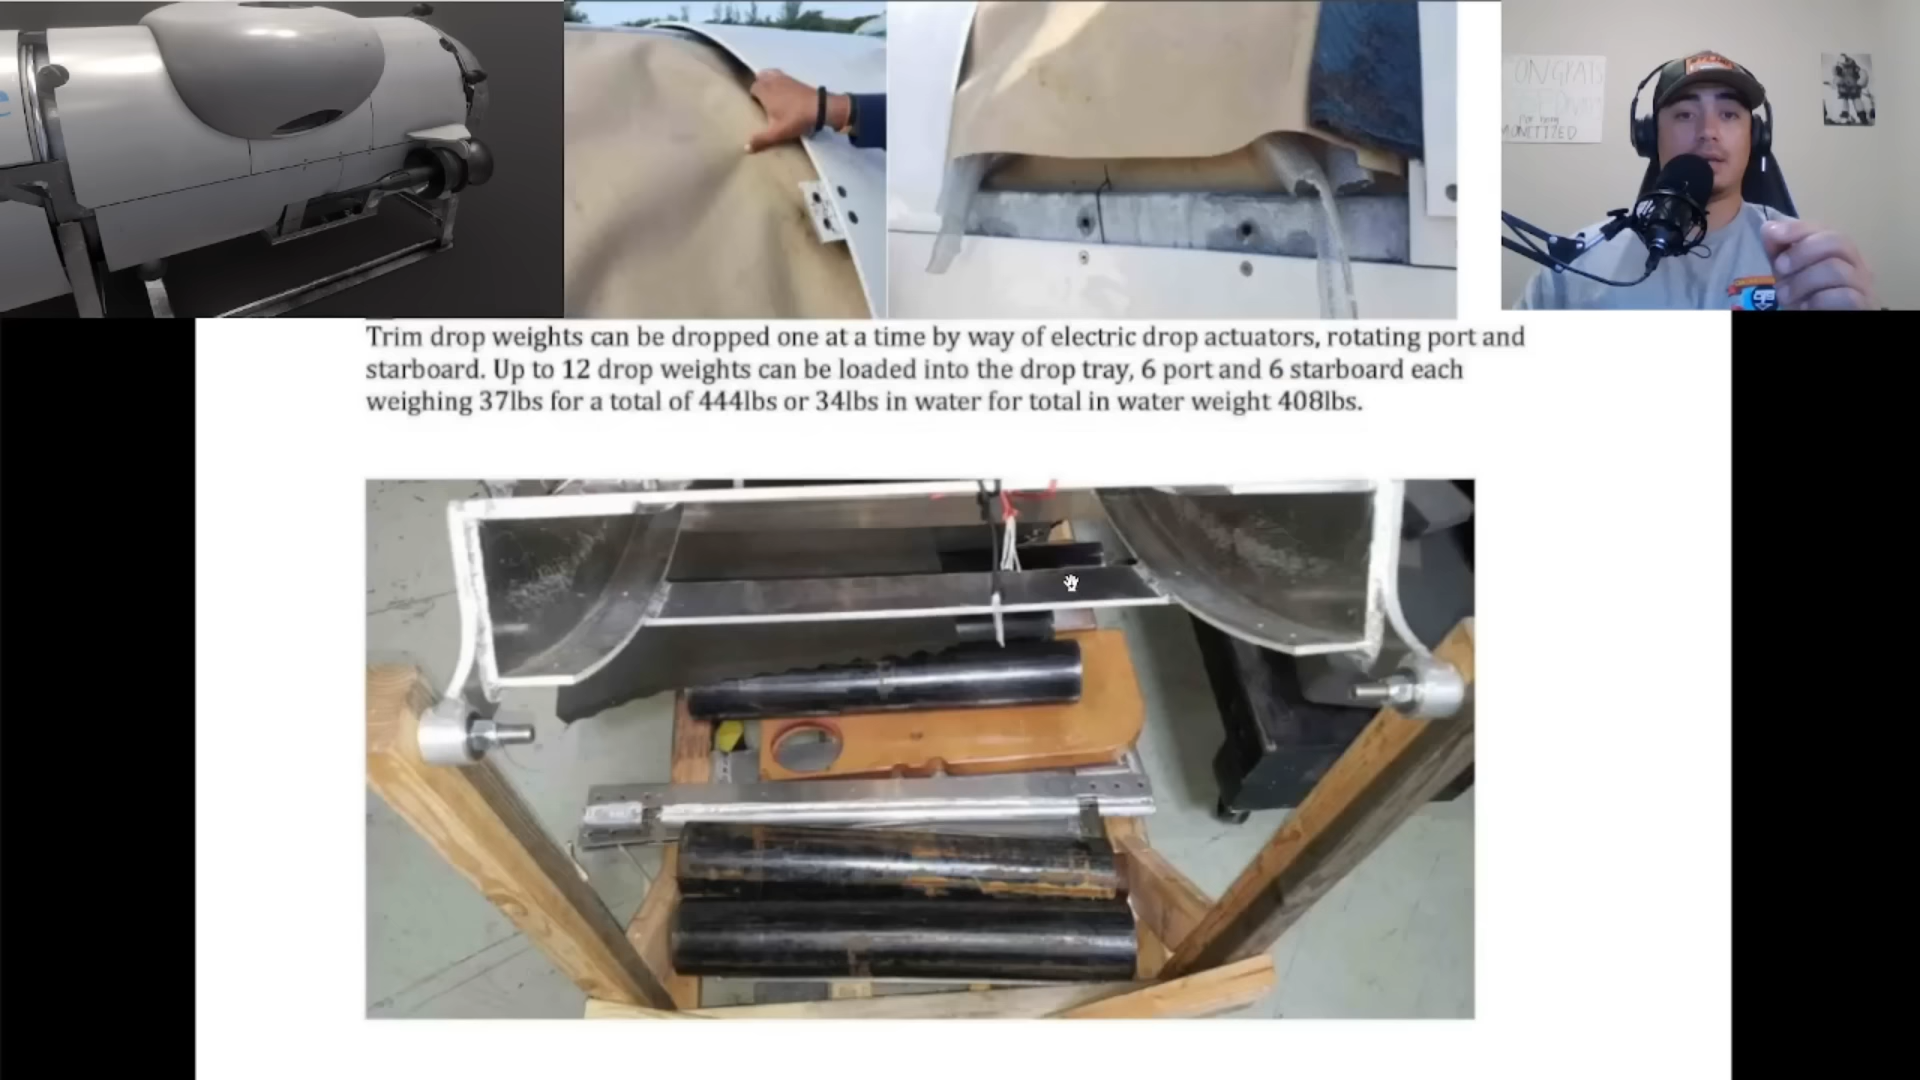 e
CONGRATS
MONETIZED
Trim drop weights can be dropped one at a time by way of electric drop actuators, rotating port and
starboard. Up to 12 drop weights can be loaded into the drop tray, 6 port and 6 starboard each
weighing 37lbs for a total of 444lbs or 34lbs in water for total in water weight 408lbs.